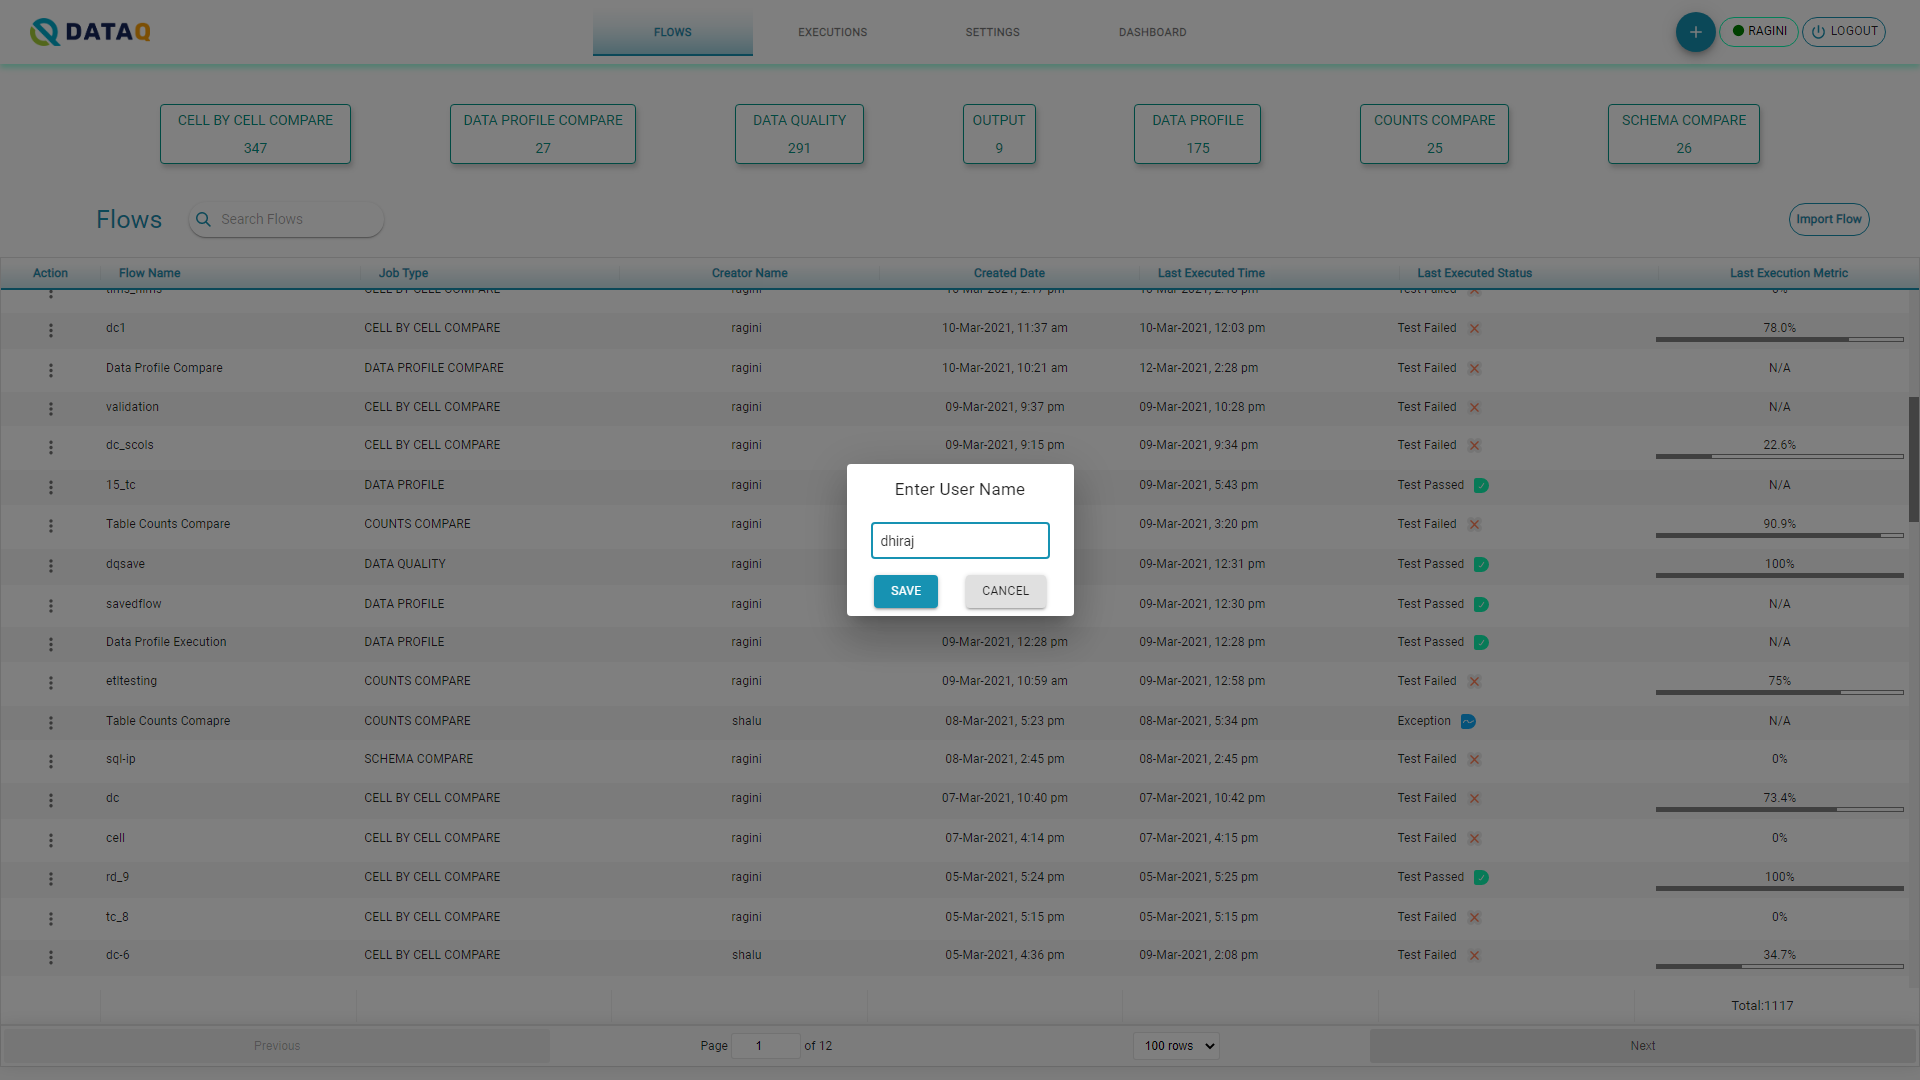 DATAQ
FLOWS EXECUTIONS SETTINGS DASHBOARD
+ RAGINI LOGOUT
CELL BY CELL COMPARE DATA PROFILE COMPARE DATA QUALITY OUTPUT DATA PROFILE COUNTS COMPARE SCHEMA COMPARE
347 27 291 9 175 25 26
Flows Search Flows Import Flow
Action Flow Name Job Type Creator Name Created Date Last Executed Time Last Executed Status Last Execution Metric
CELL BY CELL COMPARE ragini Test Failed 0%
dc1 CELL BY CELL COMPARE ragini 10-Mar-2021, 11:37 am 10-Mar-2021, 12:03 pm Test Failed 78.0%
Data Profile Compare DATA PROFILE COMPARE ragini 10-Mar-2021, 10:21 am 12-Mar-2021, 2:28 pm Test Failed N/A
validation CELL BY CELL COMPARE ragini 09-Mar-2021, 9:37 pm 09-Mar-2021, 10:28 pm Test Failed N/A
dc_scols CELL BY CELL COMPARE ragini 09-Mar-2021, 9:15 pm 09-Mar-2021, 9:34 pm Test Failed 22.6%
15_tc DATA PROFILE ragini 09-Mar-2021, 5:43 pm Test Passed N/A
Table Counts Compare COUNTS COMPARE ragini 09-Mar-2021, 3:20 pm Test Failed 90.9%
dqsave DATA QUALITY ragini 09-Mar-2021, 12:31 pm Test Passed 100%
savedflow DATA PROFILE ragini 09-Mar-2021, 12:30 pm Test Passed N/A
Data Profile Execution DATA PROFILE ragini 09-Mar-2021, 12:28 pm 09-Mar-2021, 12:28 pm Test Passed N/A
etltesting COUNTS COMPARE ragini 09-Mar-2021, 10:59 am 09-Mar-2021, 12:58 pm Test Failed 75%
Table Counts Comapre COUNTS COMPARE shalu 08-Mar-2021, 5:23 pm 08-Mar-2021, 5:34 pm Exception N/A
sql-ip SCHEMA COMPARE ragini 08-Mar-2021, 2:45 pm 08-Mar-2021, 2:45 pm Test Failed 0%
dc CELL BY CELL COMPARE ragini 07-Mar-2021, 10:40 pm 07-Mar-2021, 10:42 pm Test Failed 73.4%
cell CELL BY CELL COMPARE ragini 07-Mar-2021, 4:14 pm 07-Mar-2021, 4:15 pm Test Failed 0%
rd_9 CELL BY CELL COMPARE ragini 05-Mar-2021, 5:24 pm 05-Mar-2021, 5:25 pm Test Passed 100%
tc_8 CELL BY CELL COMPARE ragini 05-Mar-2021, 5:15 pm 05-Mar-2021, 5:15 pm Test Failed 0%
dc-6 CELL BY CELL COMPARE shalu 05-Mar-2021, 4:36 pm 09-Mar-2021, 2:08 pm Test Failed 34.7%
Total:1117
Previous Page 1 of 12 100 rows Next
Enter User Name
dhiraj
SAVE CANCEL